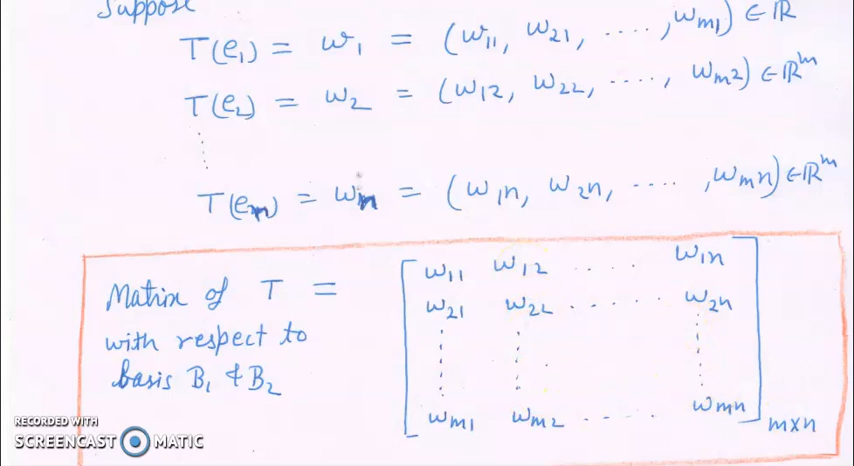 Suppose
T(e₁) = w₁ = (w₁₁, w₂₁, ...., wₘ₁) ∈ ℝ
T(e₂) = w₂ = (w₁₂, w₂₂, ...., wₘ₂) ∈ ℝᵐ
T(eₙ) = wₙ = (w₁ₙ, w₂ₙ, ...., wₘₙ) ∈ ℝᵐ
w₁₁ w₁₂ .... w₁ₙ
Matrix of T =
w₂₁ w₂₂ ...... w₂ₙ
with respect to
basis B₁ & B₂
wₘ₁ wₘ₂ ..... wₘₙ
m×n
RECORDED WITH
SCREENCAST MATIC